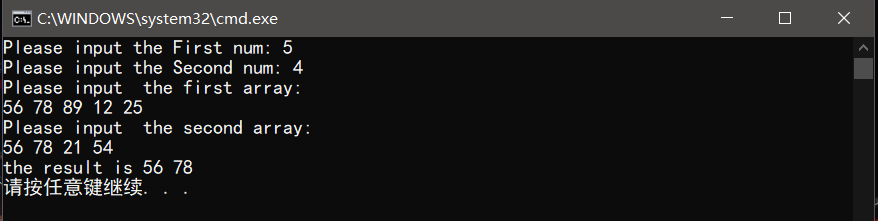 C:\WINDOWS\system32\cmd.exe
Please input the First num: 5
Please input the Second num: 4
Please input  the first array:
56 78 89 12 25
Please input  the second array:
56 78 21 54
the result is 56 78
请按任意键继续. . .